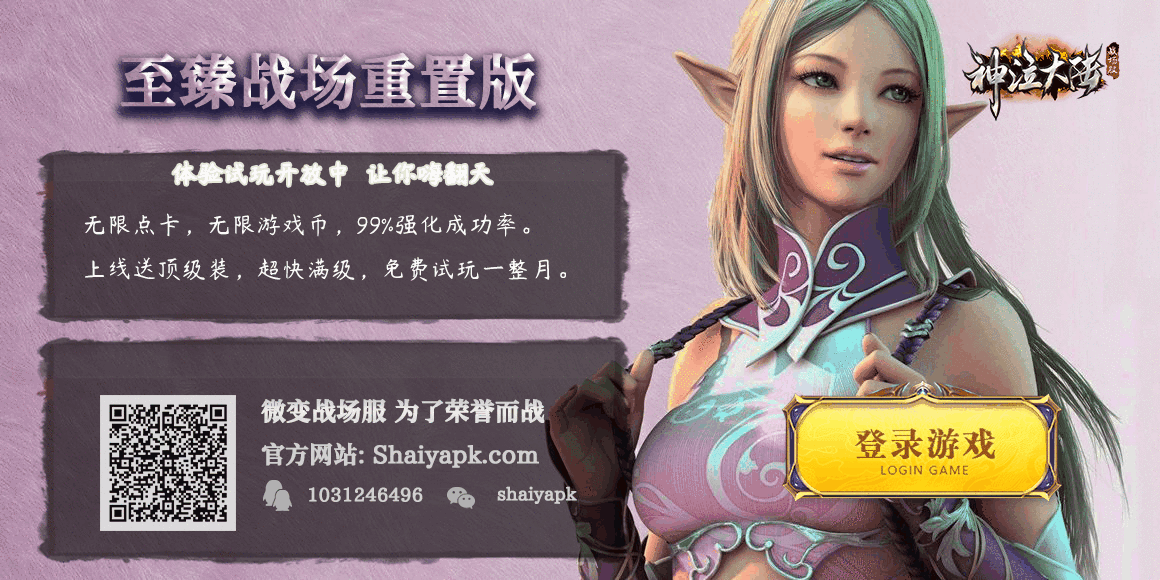 至臻战场重置版
神泣大陆
战场版
体验试玩开放中 让你嗨翻天
无限点卡，无限游戏币，99%强化成功率。
上线送顶级装，超快满级，免费试玩一整月。
微变战场服 为了荣誉而战
官方网站: Shaiyapk.com
1031246496 shaiyapk
登录游戏
LOGIN GAME